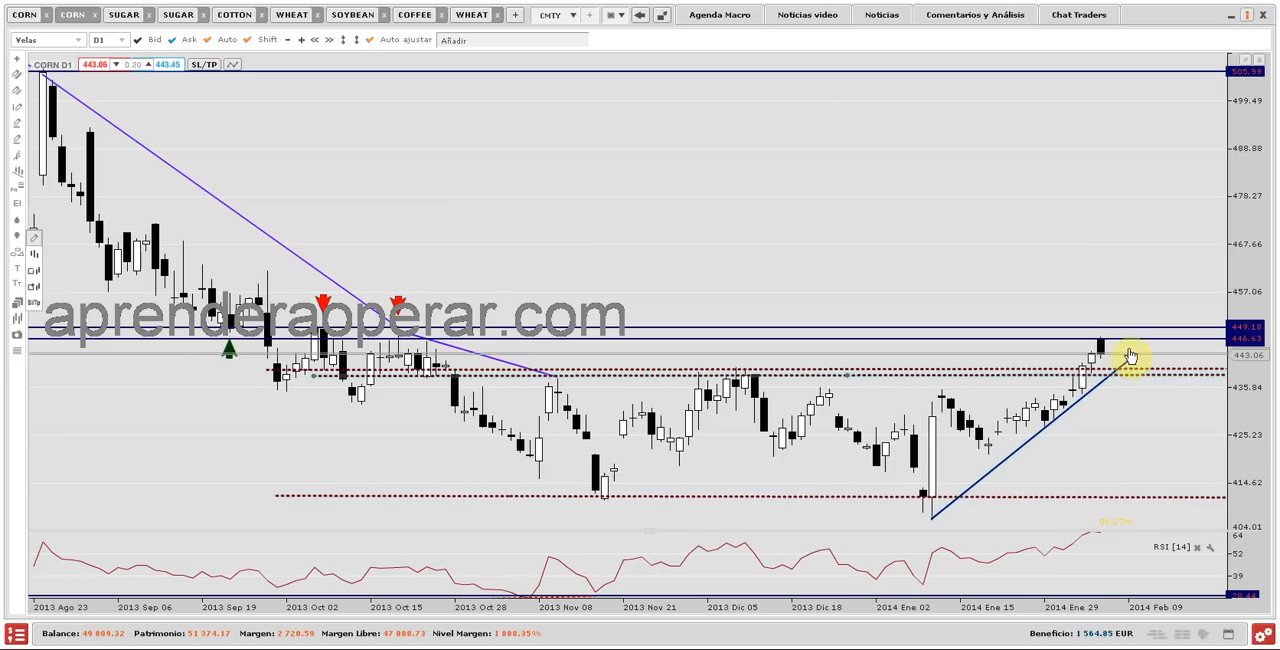 CORN x CORN x SUGAR x SUGAR x COTTON x WHEAT x SOYBEAN x COFFEE x WHEAT x + CMTY Agenda Macro Noticias video Noticias Comentarios y Análisis Chat Traders
Velas D1 Bid Ask Auto Shift Auto ajustar Añadir
CORN D1 443.06 0.20 443.45 SL/TP
505.99
499.49
488.88
478.27
467.66
457.06
449.18
446.63
443.06
435.84
425.23
414.62
404.01
aprenderaoperar.com
RSI [14]
64
52
39
26.44
2013 Ago 23 2013 Sep 06 2013 Sep 19 2013 Oct 02 2013 Oct 15 2013 Oct 28 2013 Nov 08 2013 Nov 21 2013 Dic 05 2013 Dic 18 2014 Ene 02 2014 Ene 15 2014 Ene 29 2014 Feb 09
Balance: 49 809.32 Patrimonio: 51 374.17 Margen: 2 720.59 Margen Libre: 47 088.73 Nivel Margen: 1 888.35% Beneficio: 1 564.85 EUR